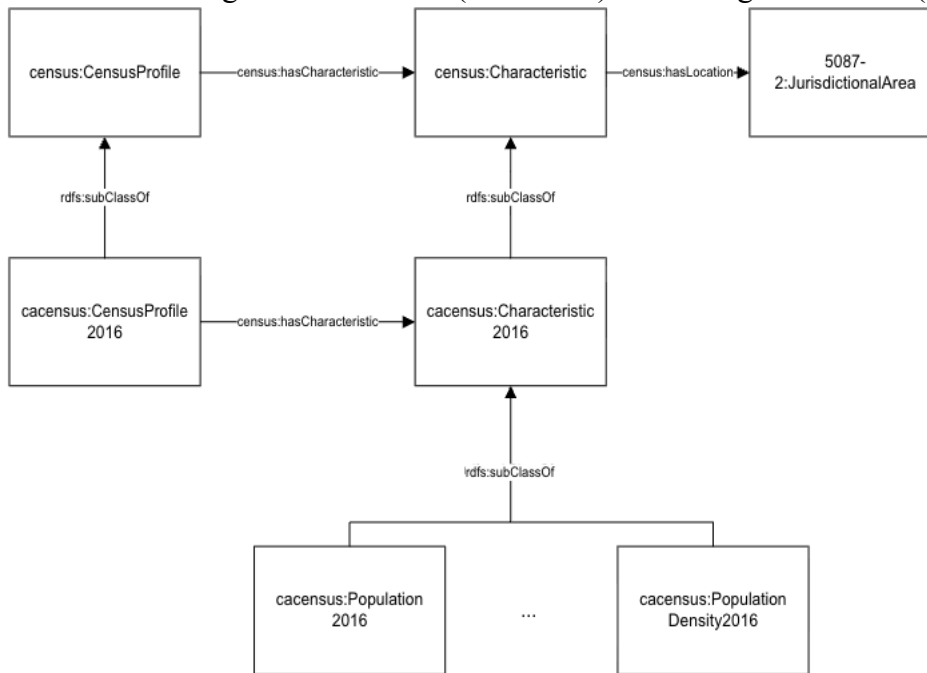 census:CensusProfile
census:hasCharacteristic
census:Characteristic
census:hasLocation
5087-
2:JurisdictionalArea
rdfs:subClassOf
rdfs:subClassOf
cacensus:CensusProfile
2016
census:hasCharacteristic
cacensus:Characteristic
2016
rdfs:subClassOf
cacensus:Population
2016
...
cacensus:Population
Density2016